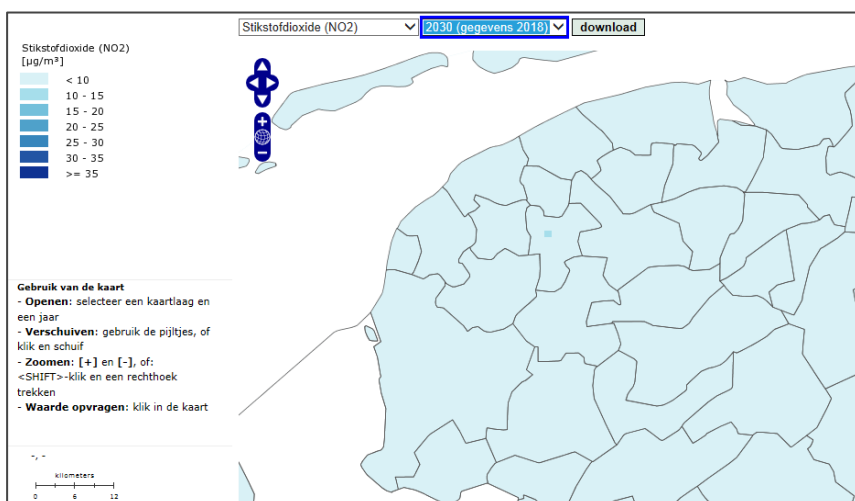 Stikstofdioxide (NO2) 2030 (gegevens 2018) download
Stikstofdioxide (NO2)
[µg/m³]
< 10
10 - 15
15 - 20
20 - 25
25 - 30
30 - 35
>= 35
Gebruik van de kaart
- Openen: selecteer een kaartlaag en
een jaar
- Verschuiven: gebruik de pijltjes, of
klik en schuif
- Zoomen: [+] en [-], of:
<SHIFT>-klik en een rechthoek
trekken
- Waarde opvragen: klik in de kaart
-, -
kilometers
0 6 12